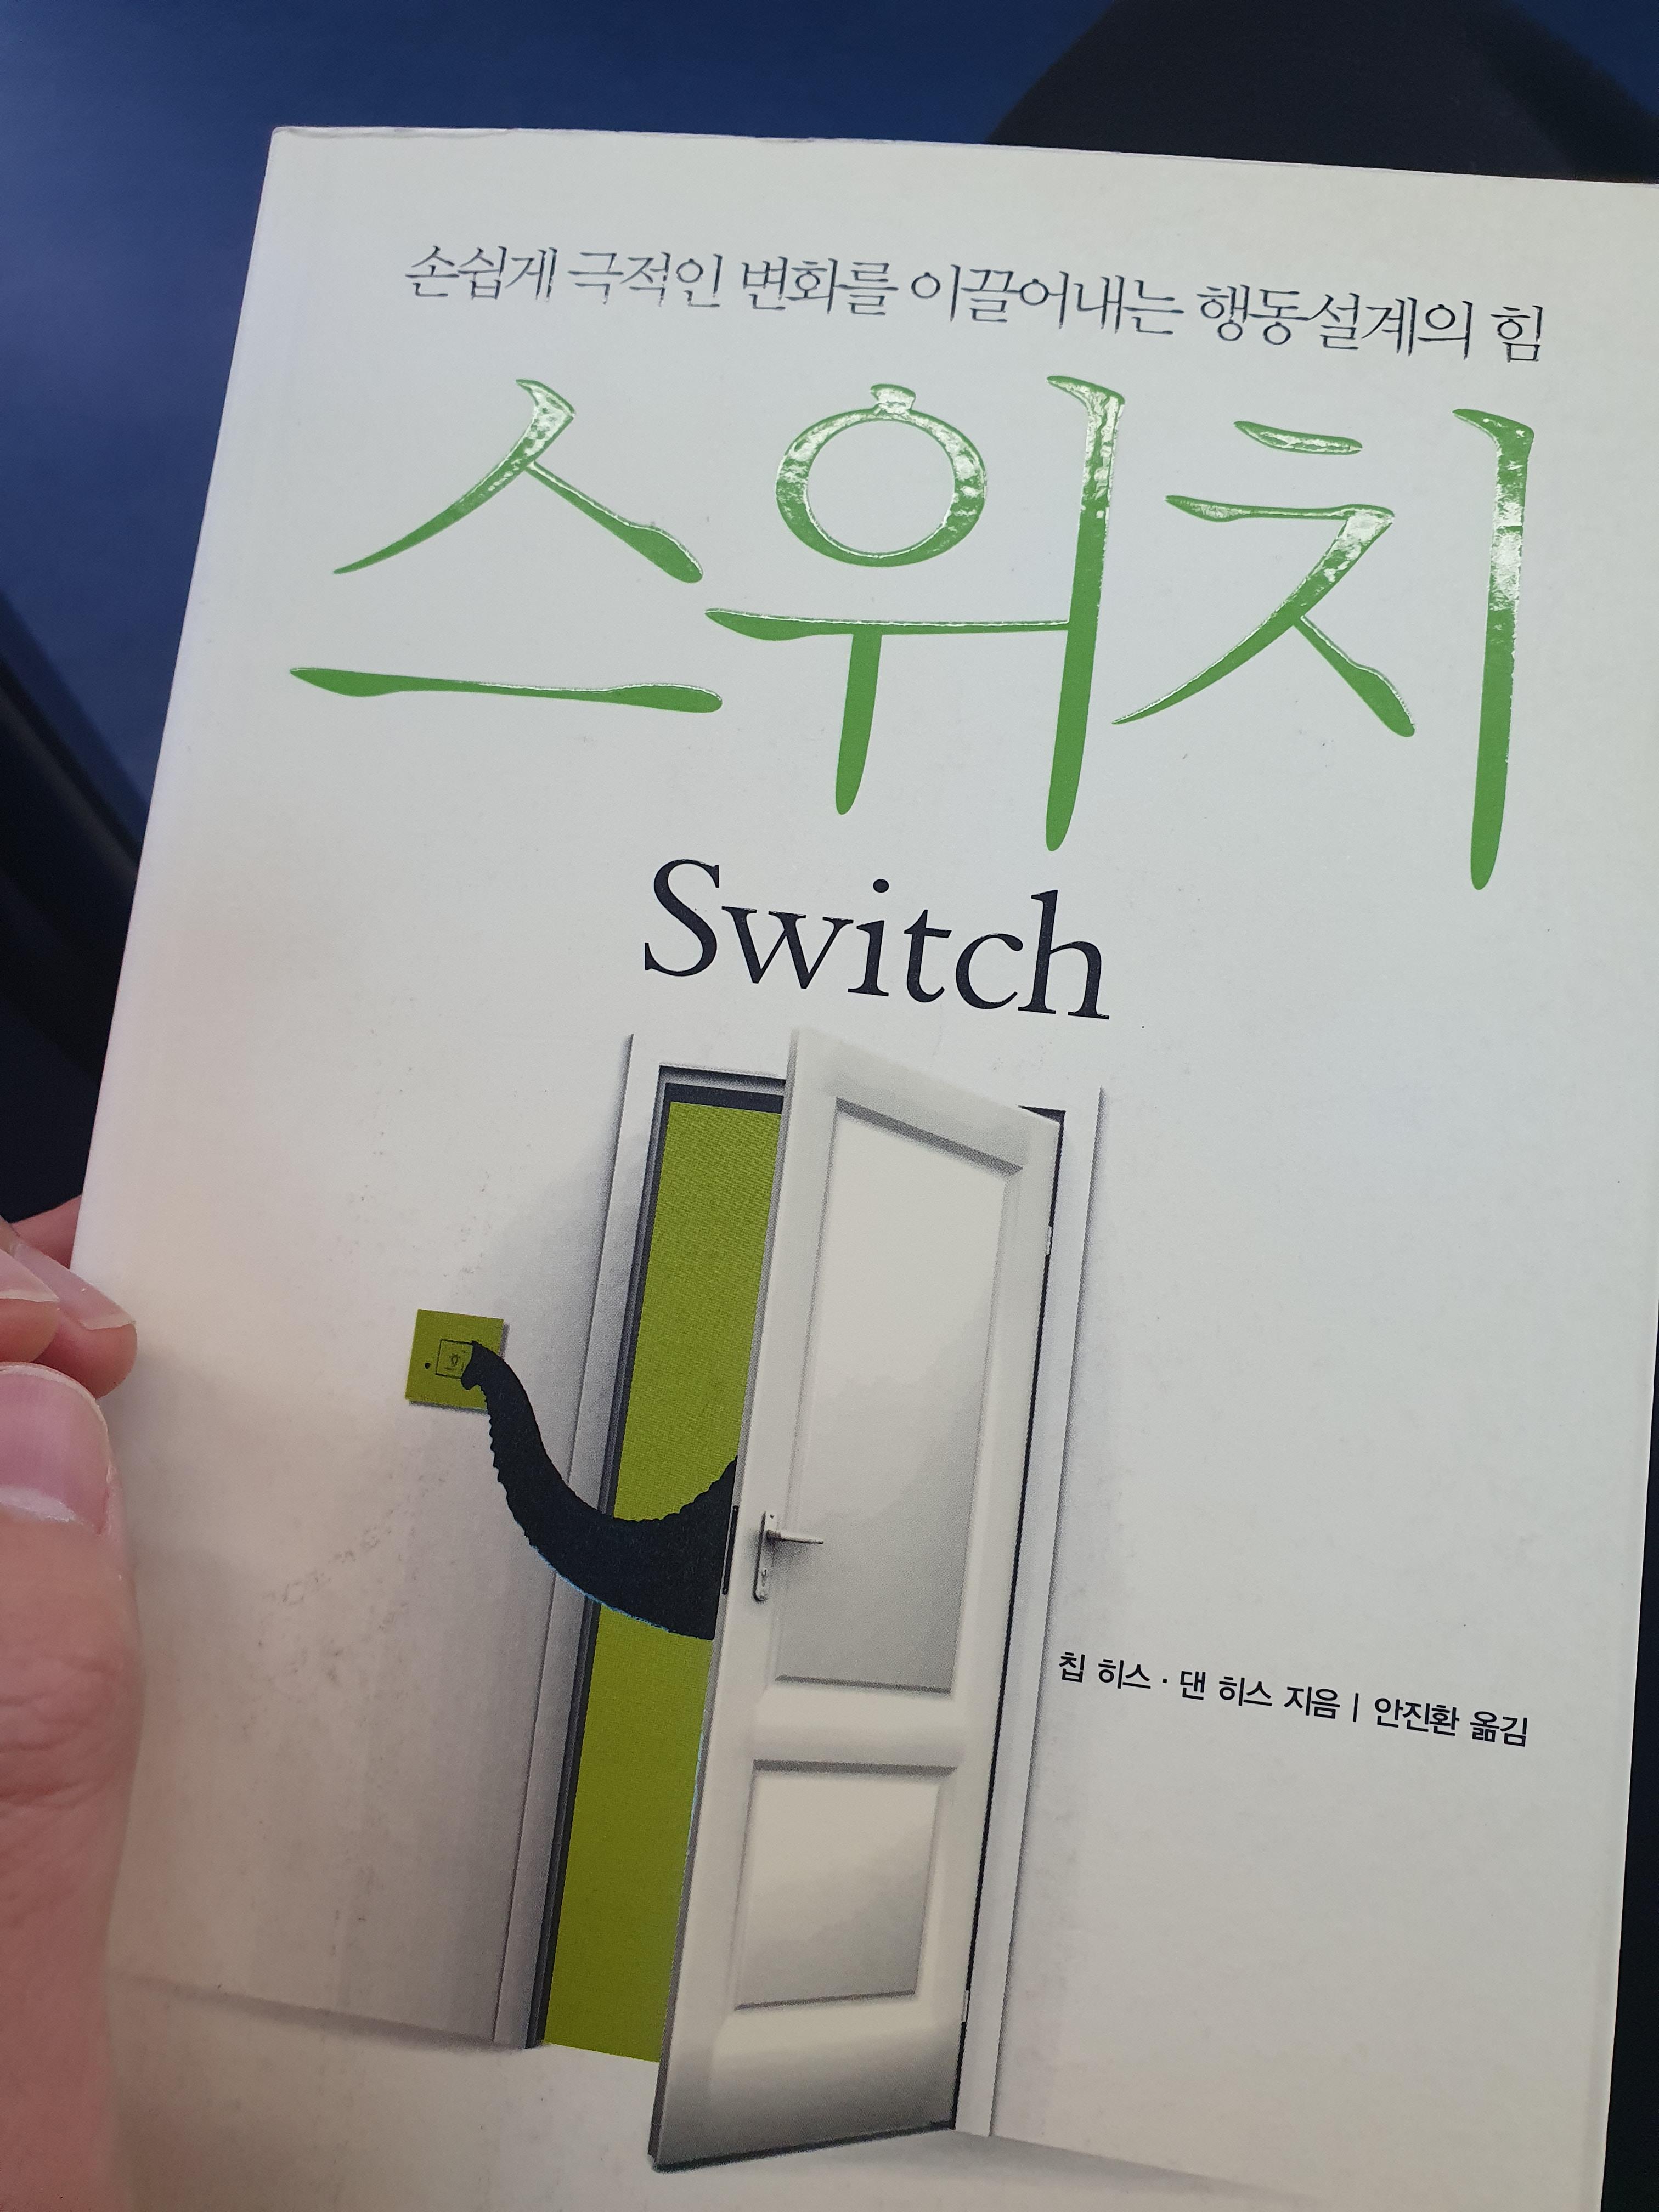 손쉽게 극적인 변화를 이끌어내는 행동설계의 힘
스위치
Switch
칩 히스 · 댄 히스 지음 | 안진환 옮김